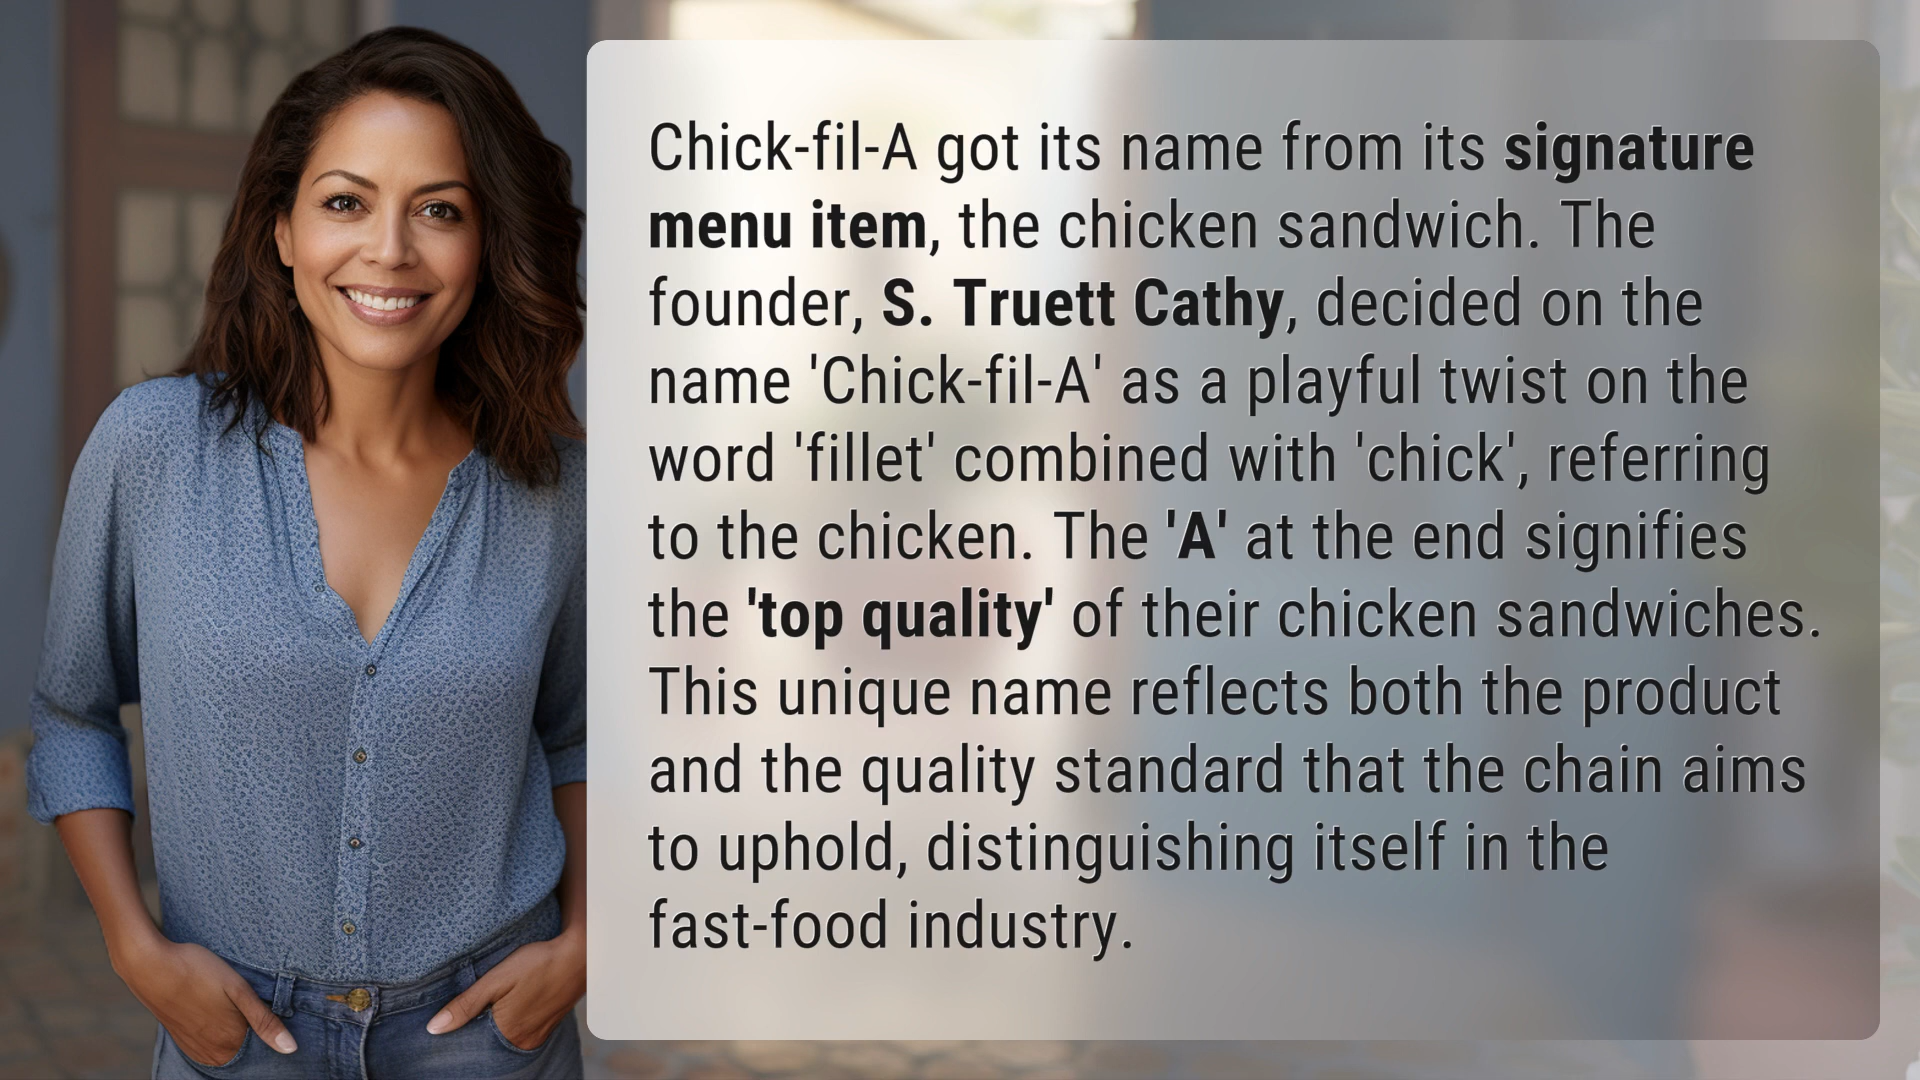 Chick-fil-A got its name from its signature
menu item, the chicken sandwich. The
founder, S. Truett Cathy, decided on the
name 'Chick-fil-A' as a playful twist on the
word 'fillet' combined with 'chick', referring
to the chicken. The 'A' at the end signifies
the 'top quality' of their chicken sandwiches.
This unique name reflects both the product
and the quality standard that the chain aims
to uphold, distinguishing itself in the
fast-food industry.